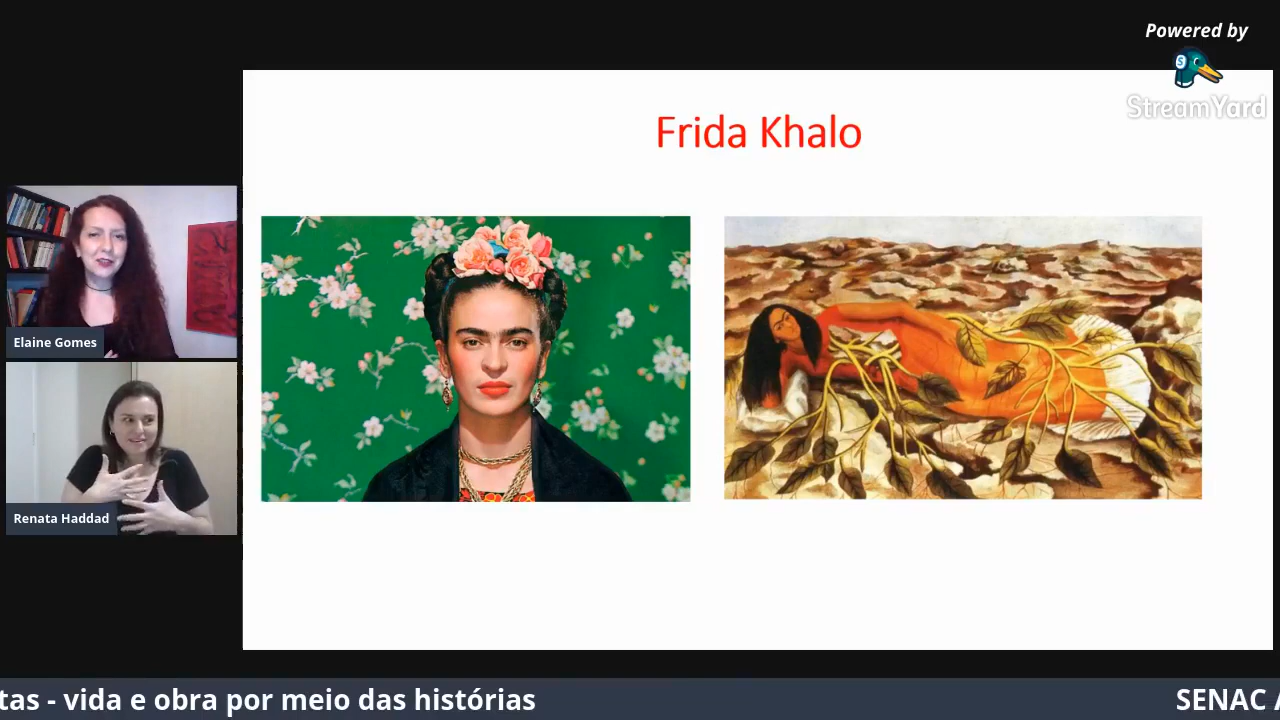 Powered by
StreamYard
Frida Khalo
Elaine Gomes
Renata Haddad
tas - vida e obra por meio das histórias
SENAC